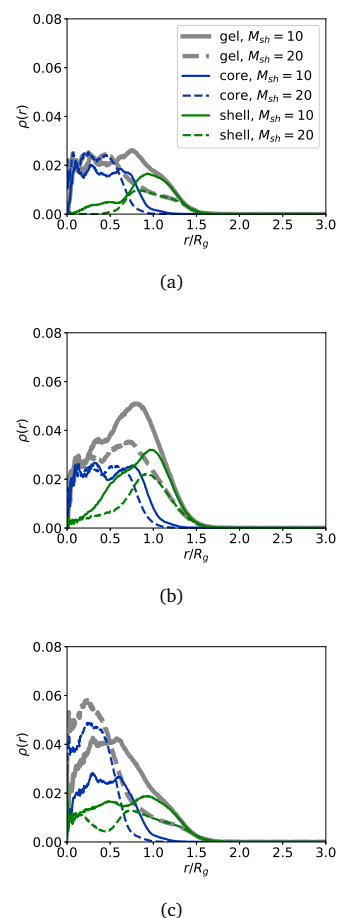 0.08
0.06
0.04
0.02
0.00
ρ(r)
gel, M_sh = 10
gel, M_sh = 20
core, M_sh = 10
core, M_sh = 20
shell, M_sh = 10
shell, M_sh = 20
0.0 0.5 1.0 1.5 2.0 2.5 3.0
r/R_g
(a)
0.08
0.06
0.04
0.02
0.00
ρ(r)
0.0 0.5 1.0 1.5 2.0 2.5 3.0
r/R_g
(b)
0.08
0.06
0.04
0.02
0.00
ρ(r)
0.0 0.5 1.0 1.5 2.0 2.5 3.0
r/R_g
(c)